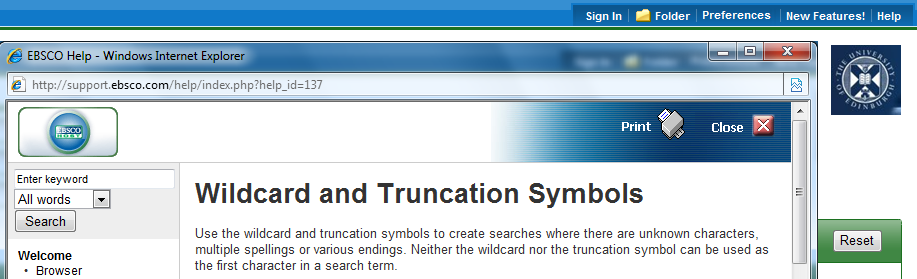 Sign In Folder Preferences New Features! Help
EBSCO Help - Windows Internet Explorer
http://support.ebsco.com/help/index.php?help_id=137
THE UNIVERSITY OF EDINBURGH
EBSCO
HOST
Print Close
Enter keyword
All words
Search
Wildcard and Truncation Symbols
Use the wildcard and truncation symbols to create searches where there are unknown characters,
multiple spellings or various endings. Neither the wildcard nor the truncation symbol can be used as
the first character in a search term.
Reset
Welcome
• Browser